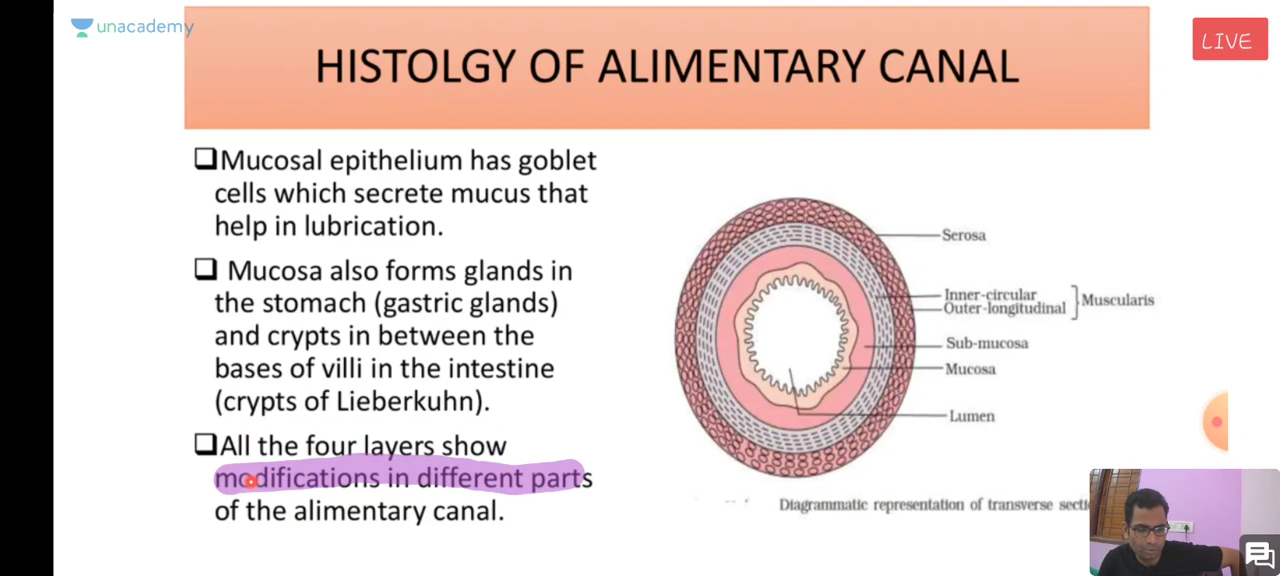 unacademy
LIVE
HISTOLGY OF ALIMENTARY CANAL
Mucosal epithelium has goblet
cells which secrete mucus that
help in lubrication.
Mucosa also forms glands in
the stomach (gastric glands)
and crypts in between the
bases of villi in the intestine
(crypts of Lieberkuhn).
All the four layers show
modifications in different parts
of the alimentary canal.
Serosa
Inner-circular
Outer-longitudinal
Muscularis
Sub-mucosa
Mucosa
Lumen
Diagrammatic representation of transverse secti